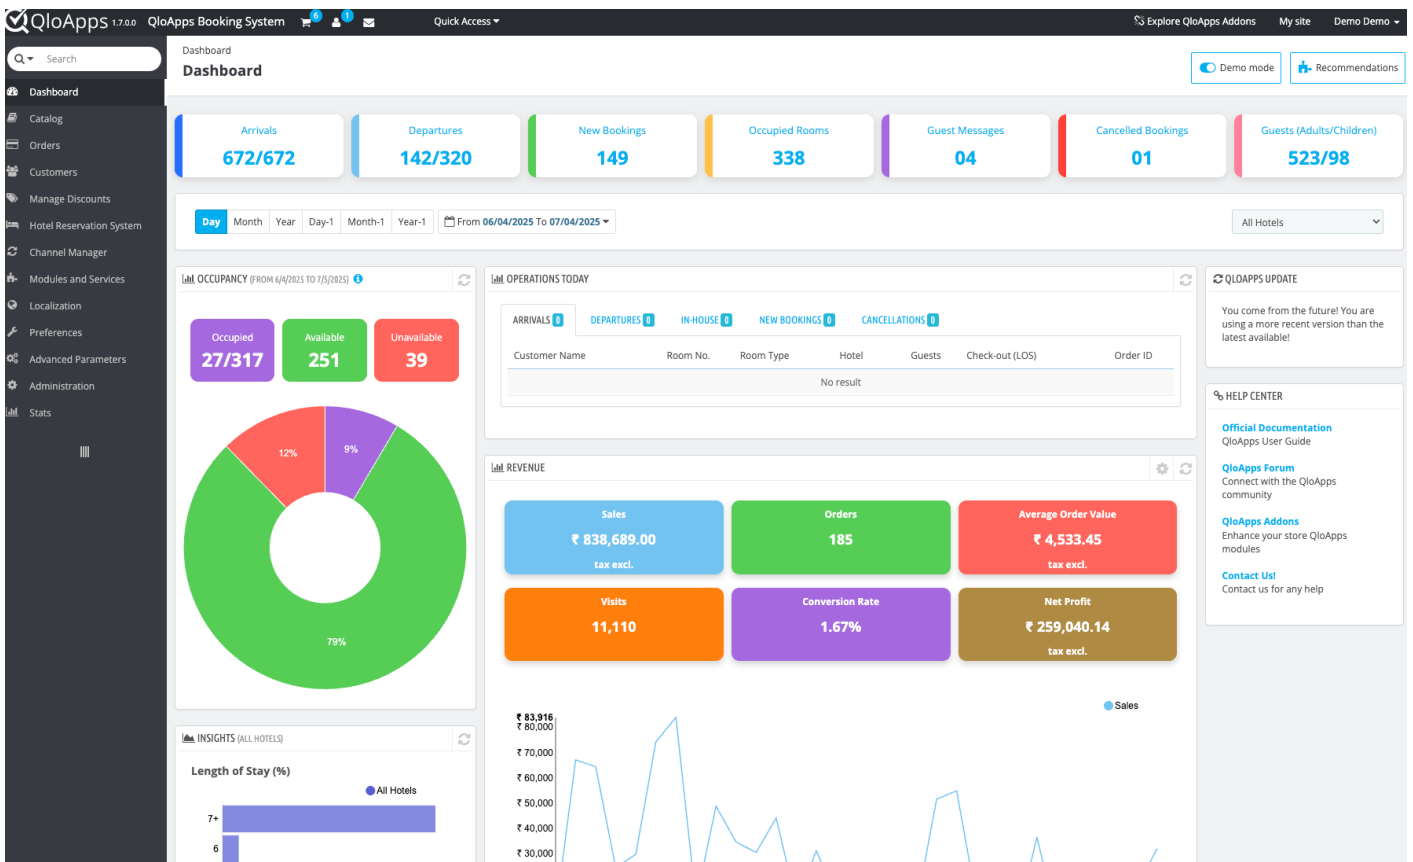 QloApps 1.7.0.0 QloApps Booking System 6 1 Quick Access Explore QloApps Addons My site Demo Demo
Search
Dashboard
Catalog
Orders
Customers
Manage Discounts
Hotel Reservation System
Channel Manager
Modules and Services
Localization
Preferences
Advanced Parameters
Administration
Stats
Dashboard
Dashboard
Demo mode Recommendations
Arrivals
672/672
Departures
142/320
New Bookings
149
Occupied Rooms
338
Guest Messages
04
Cancelled Bookings
01
Guests (Adults/Children)
523/98
Day Month Year Day-1 Month-1 Year-1 From 06/04/2025 To 07/04/2025 All Hotels
OCCUPANCY (FROM 6/4/2025 TO 7/5/2025)
Occupied
27/317
Available
251
Unavailable
39
12%
9%
79%
INSIGHTS (ALL HOTELS)
Length of Stay (%)
All Hotels
7+
6
OPERATIONS TODAY
ARRIVALS 0 DEPARTURES 0 IN-HOUSE 0 NEW BOOKINGS 0 CANCELLATIONS 0
Customer Name Room No. Room Type Hotel Guests Check-out (LOS) Order ID
No result
REVENUE
Sales
₹ 838,689.00
tax excl.
Orders
185
Average Order Value
₹ 4,533.45
tax excl.
Visits
11,110
Conversion Rate
1.67%
Net Profit
₹ 259,040.14
tax excl.
Sales
₹ 83,916
₹ 80,000
₹ 70,000
₹ 60,000
₹ 50,000
₹ 40,000
₹ 30,000
QLOAPPS UPDATE
You come from the future! You are
using a more recent version than the
latest available!
HELP CENTER
Official Documentation
QloApps User Guide
QloApps Forum
Connect with the QloApps
community
QloApps Addons
Enhance your store QloApps
modules
Contact Us!
Contact us for any help